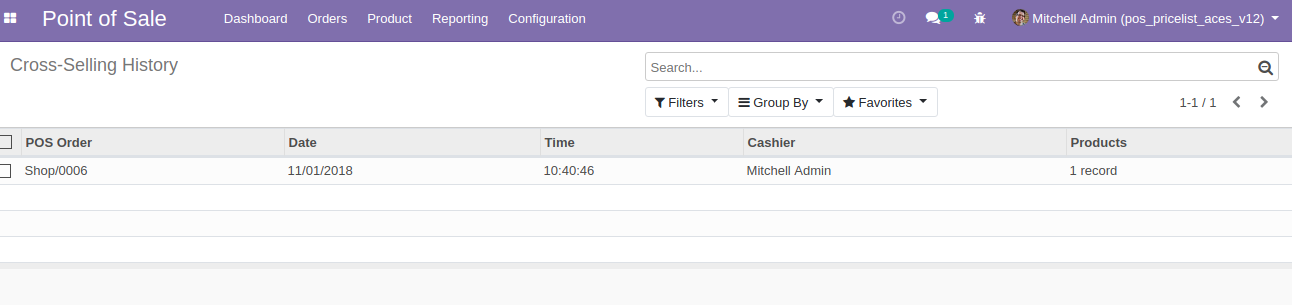 Point of Sale Dashboard Orders Product Reporting Configuration 1 Mitchell Admin (pos_pricelist_aces_v12)
Cross-Selling History
Search...
Filters Group By Favorites 1-1 / 1
POS Order Date Time Cashier Products
Shop/0006 11/01/2018 10:40:46 Mitchell Admin 1 record